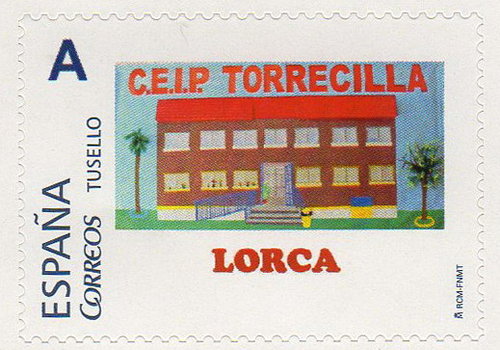 A
C.E.I.P. TORRECILLA
LORCA
ESPAÑA
CORREOS
TUSELLO
RCM-FNMT